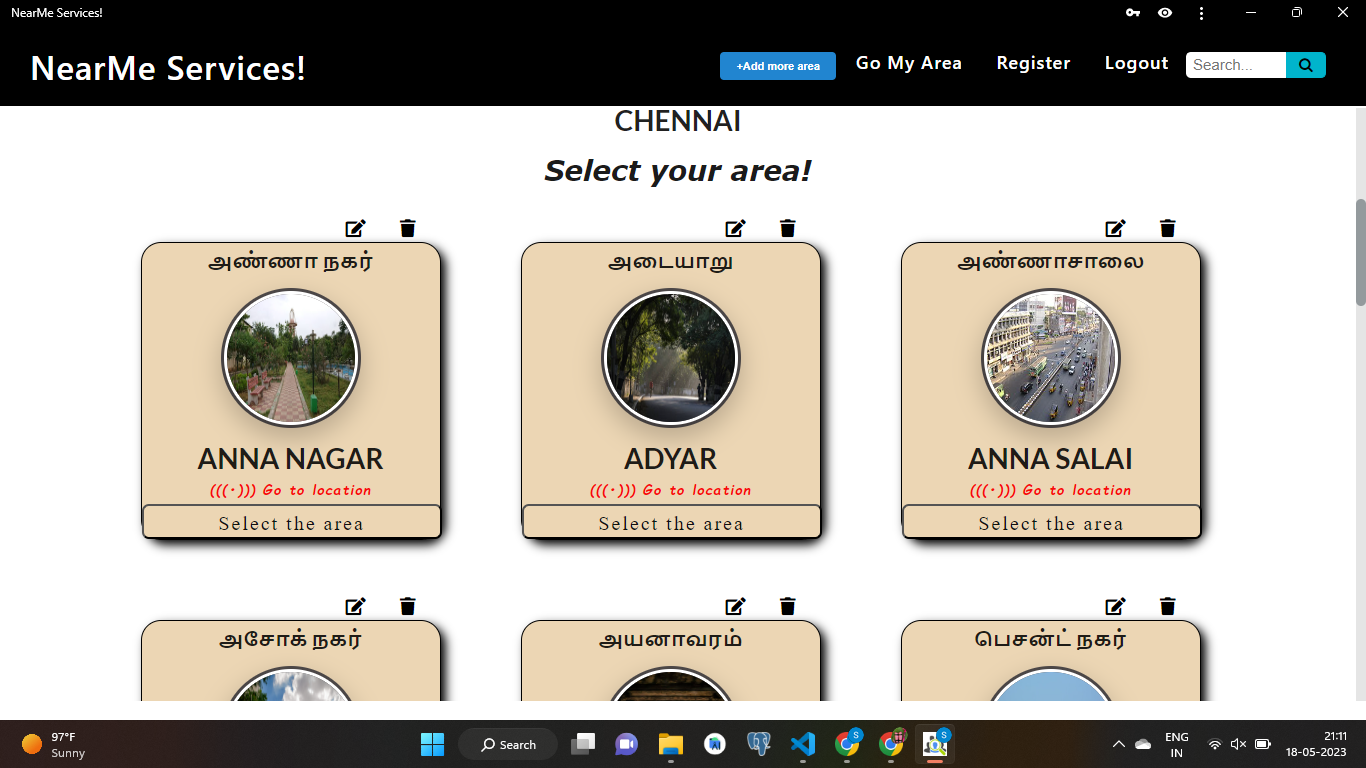 NearMe Services!
NearMe Services!
+Add more area
Go My Area
Register
Logout
Search...
CHENNAI
Select your area!
அண்ணா நகர்
ANNA NAGAR
(((·))) Go to location
Select the area
அடையாறு
ADYAR
(((·))) Go to location
Select the area
அண்ணாசாலை
ANNA SALAI
(((·))) Go to location
Select the area
அசோக் நகர்
அயனாவரம்
பெசன்ட் நகர்
97°F
Sunny
Search
S
S
ENG
IN
21:11
18-05-2023